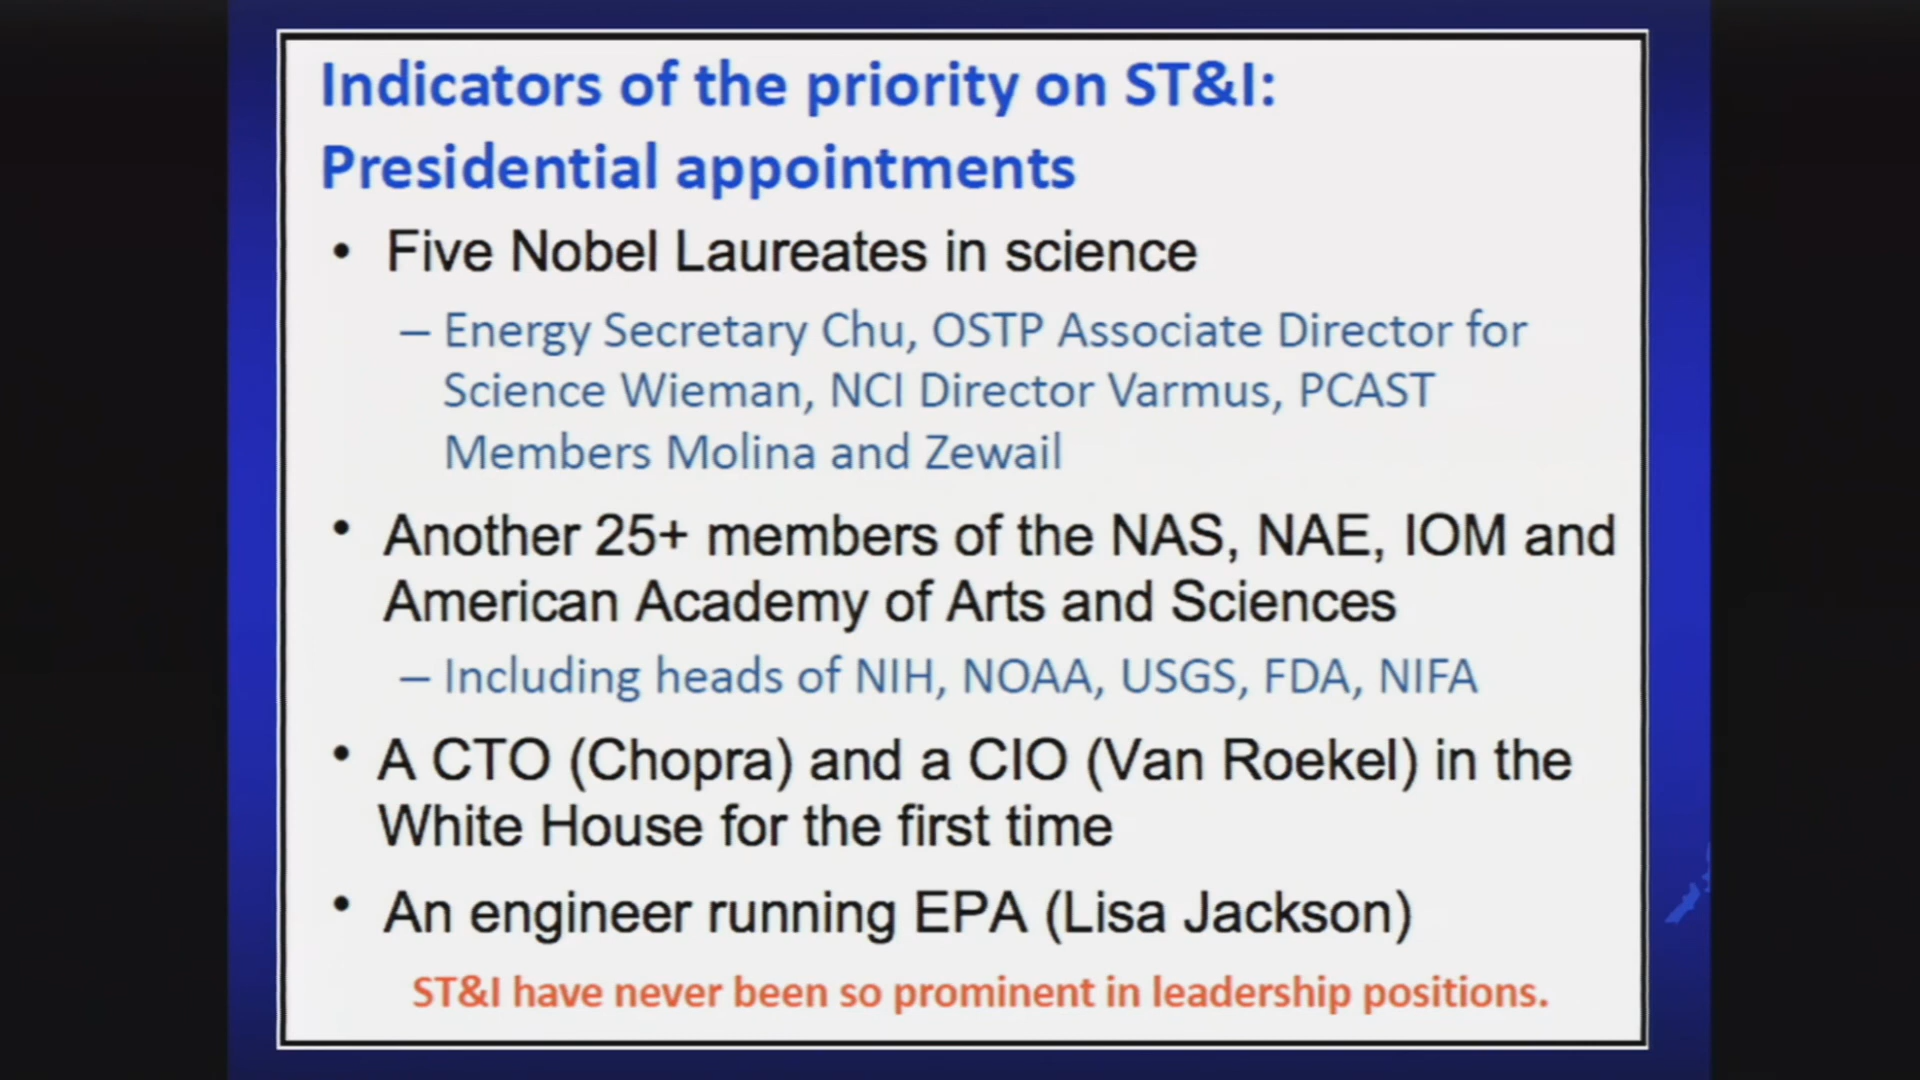 Indicators of the priority on ST&I:
Presidential appointments
• Five Nobel Laureates in science
– Energy Secretary Chu, OSTP Associate Director for
Science Wieman, NCI Director Varmus, PCAST
Members Molina and Zewail
• Another 25+ members of the NAS, NAE, IOM and
American Academy of Arts and Sciences
– Including heads of NIH, NOAA, USGS, FDA, NIFA
• A CTO (Chopra) and a CIO (Van Roekel) in the
White House for the first time
• An engineer running EPA (Lisa Jackson)
ST&I have never been so prominent in leadership positions.